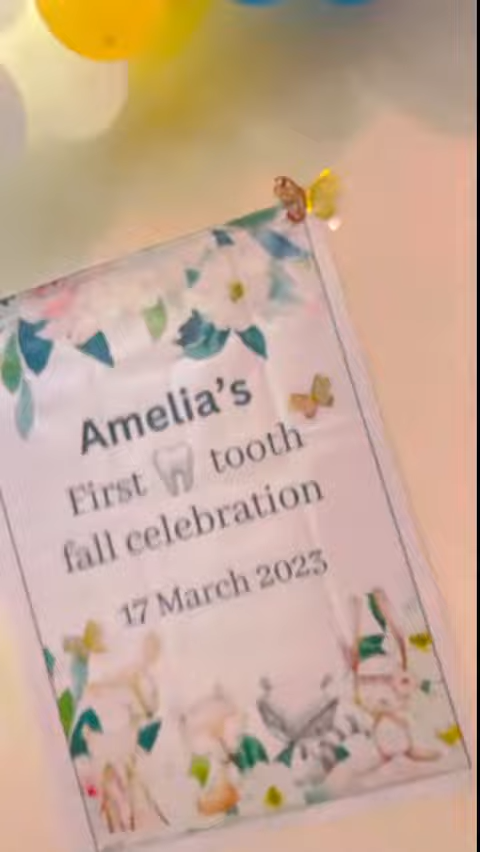 Amelia's
First 🦷 tooth
fall celebration
17 March 2023